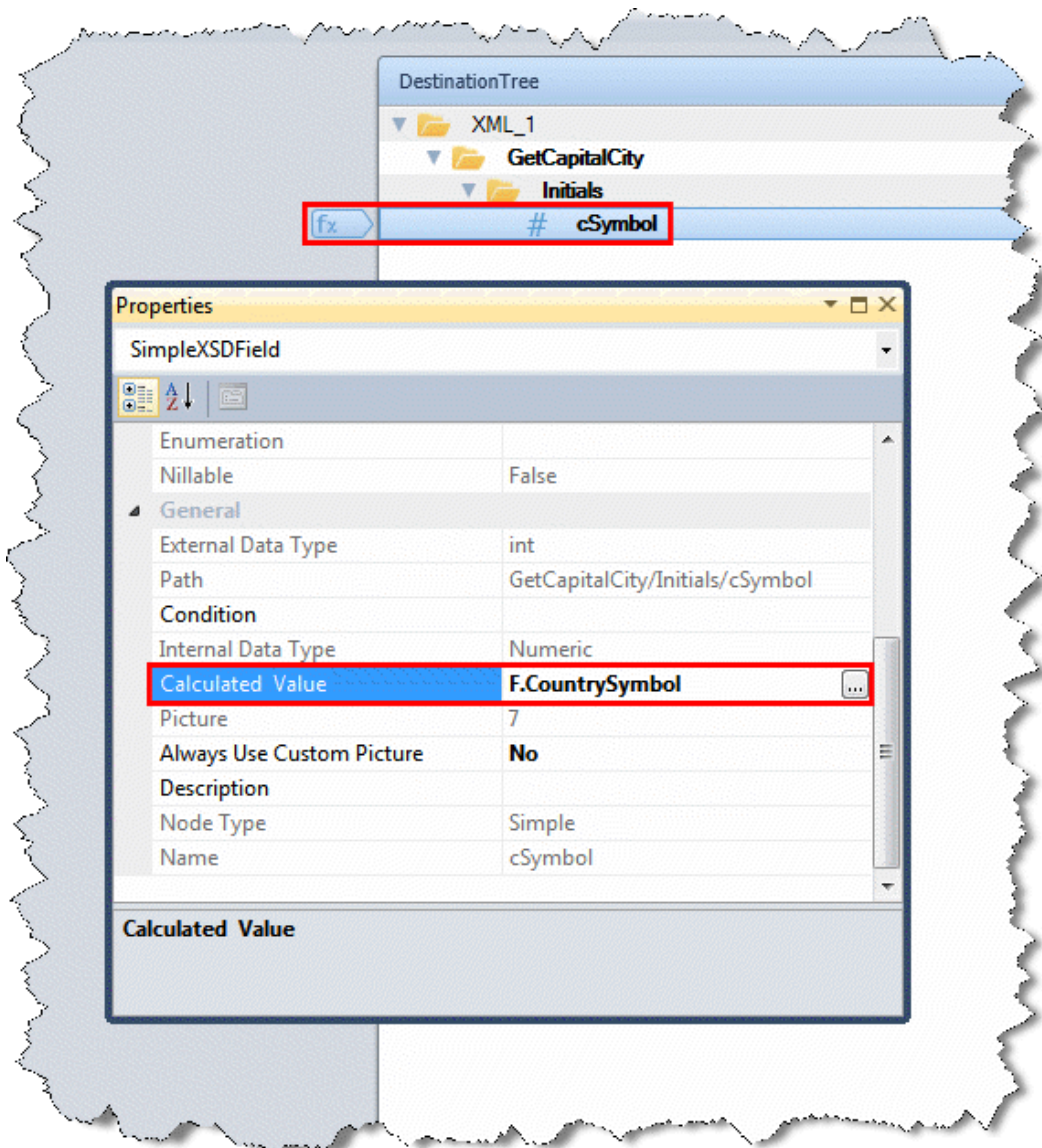 DestinationTree
XML_1
GetCapitalCity
Initials
fx # cSymbol
Properties
SimpleXSDField
A Z
Enumeration
Nillable False
General
External Data Type int
Path GetCapitalCity/Initials/cSymbol
Condition
Internal Data Type Numeric
Calculated Value F.CountrySymbol ...
Picture 7
Always Use Custom Picture No
Description
Node Type Simple
Name cSymbol
Calculated Value